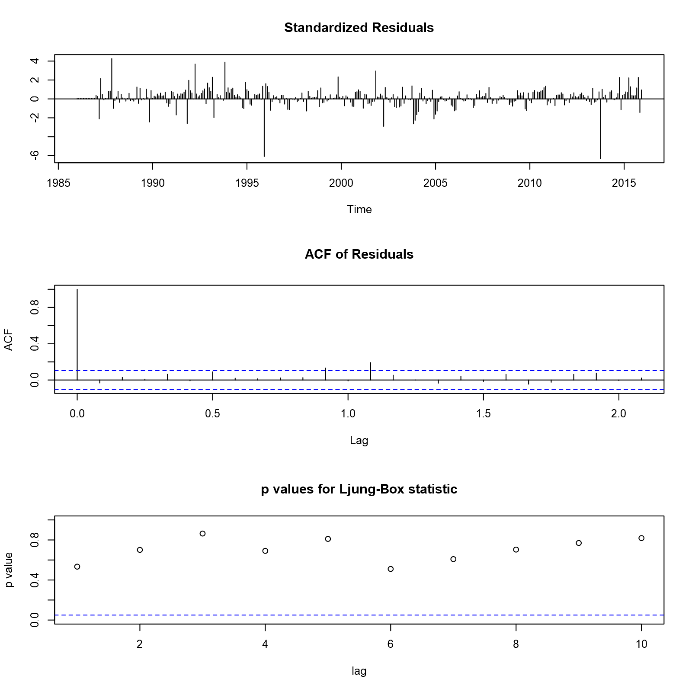 Standardized Residuals
4
2
0
-2
-6
1985 1990 1995 2000 2005 2010 2015
Time
ACF of Residuals
ACF
0.8
0.4
0.0
0.0 0.5 1.0 1.5 2.0
Lag
p values for Ljung-Box statistic
p value
0.8
0.4
0.0
2 4 6 8 10
lag